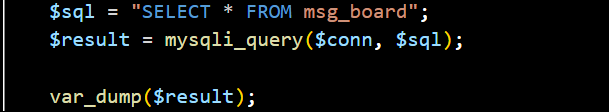 $sql = "SELECT * FROM msg_board";
$result = mysqli_query($conn, $sql);
var_dump($result);